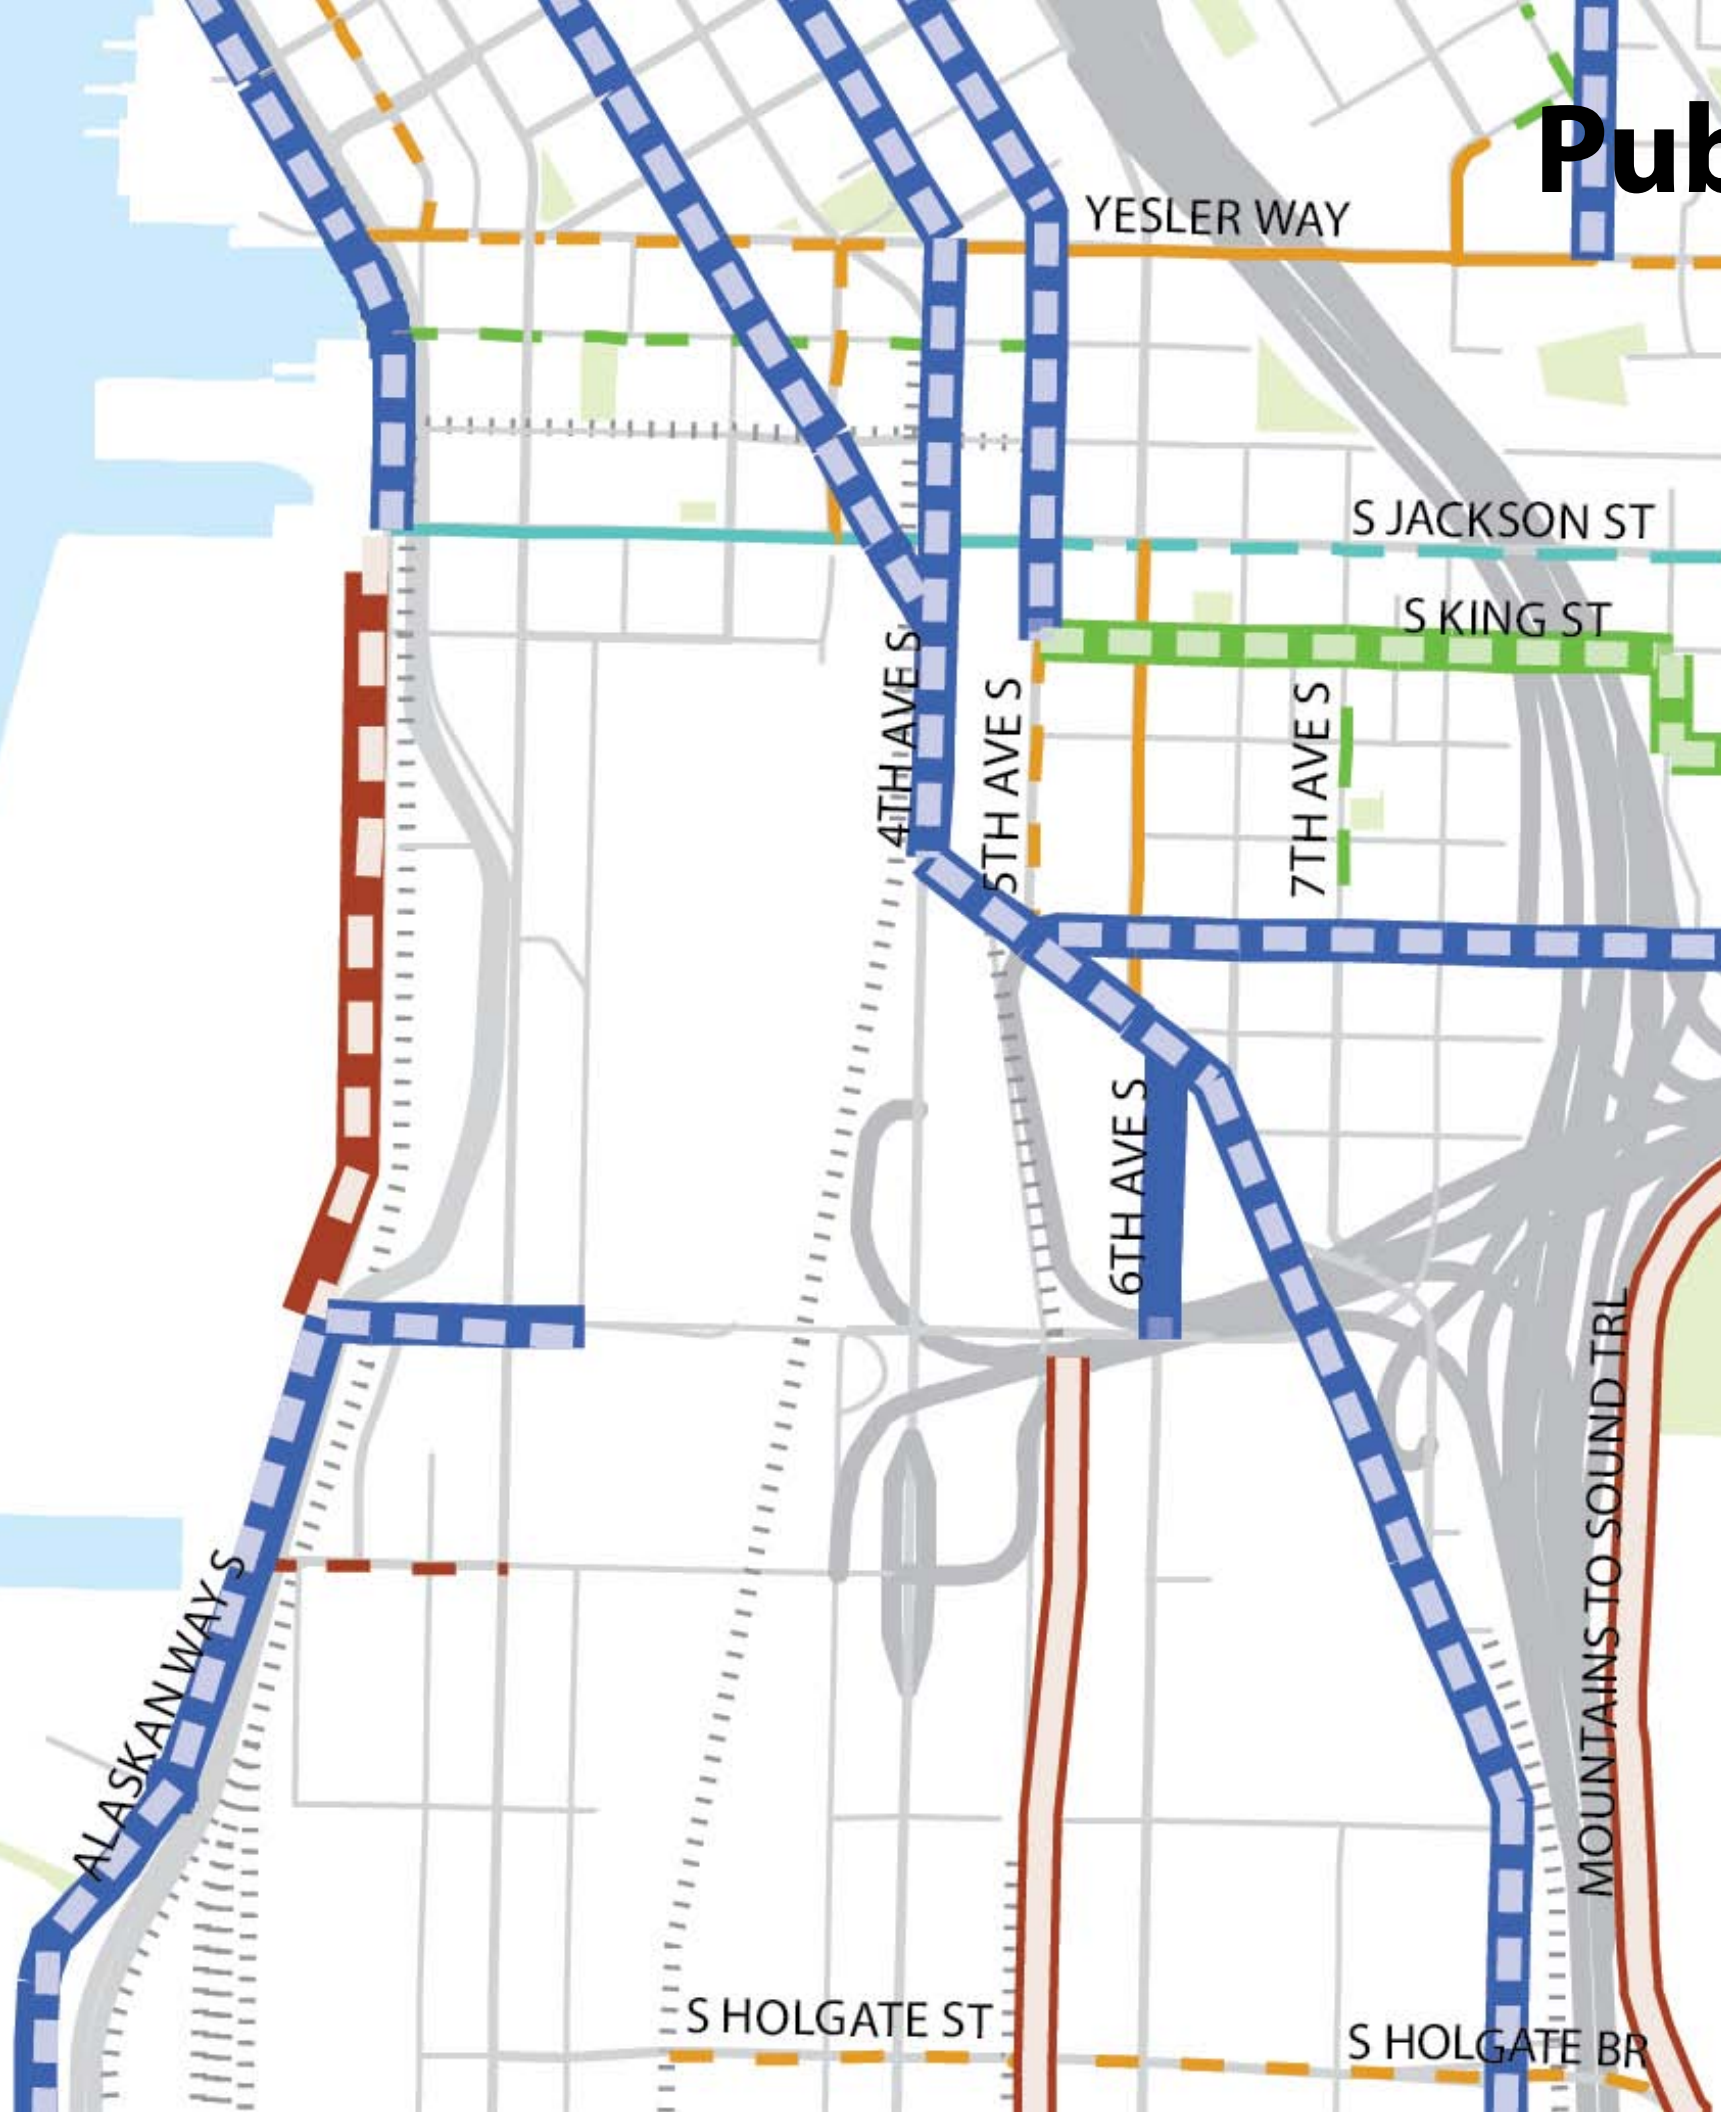 Pub
YESLER WAY
S JACKSON ST
S KING ST
4TH AVE S
5TH AVE S
7TH AVE S
6TH AVE S
MOUNTAINS TO SOUND TRL
ALASKAN WAY S
S HOLGATE ST
S HOLGATE BR